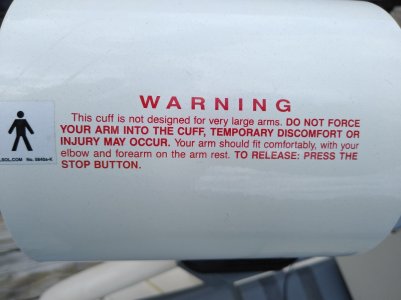 WARNING
This cuff is not designed for very large arms. DO NOT FORCE
YOUR ARM INTO THE CUFF, TEMPORARY DISCOMFORT OR
INJURY MAY OCCUR. Your arm should fit comfortably, with your
elbow and forearm on the arm rest. TO RELEASE: PRESS THE
STOP BUTTON.